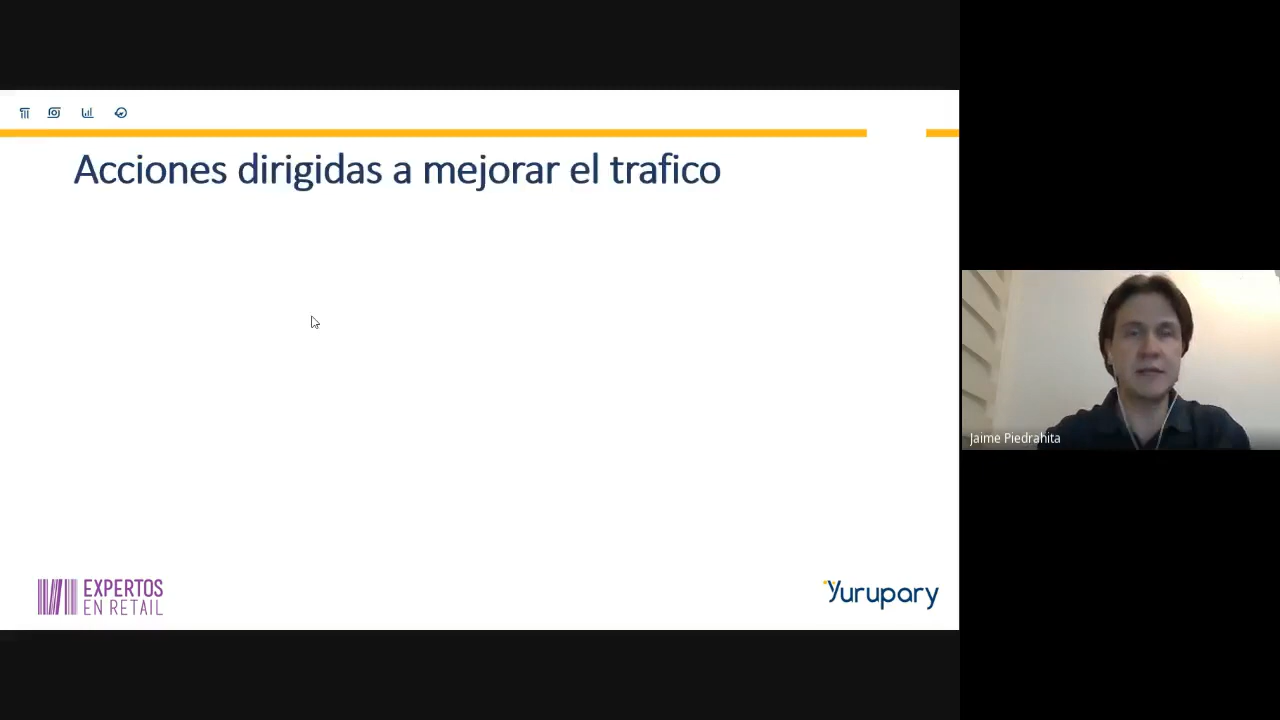 Acciones dirigidas a mejorar el trafico
Jaime Piedrahita
EXPERTOS
EN RETAIL
Yurupary